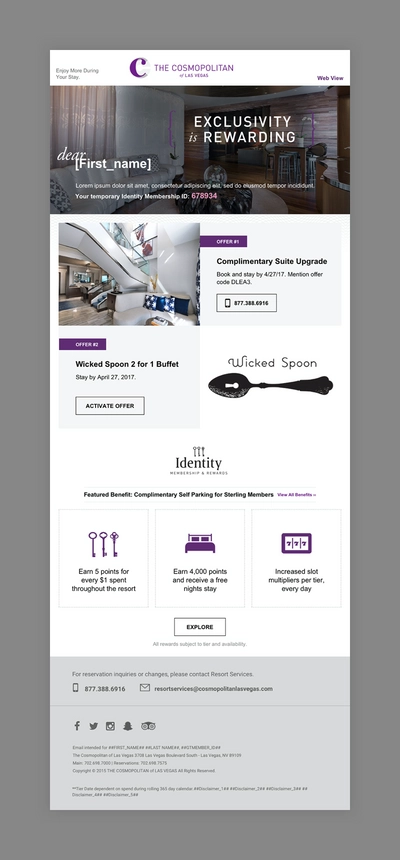 Enjoy More During
Your Stay.
C THE COSMOPOLITAN
of LAS VEGAS
Web View
EXCLUSIVITY
is REWARDING
dear
[First_name]
Lorem ipsum dolor sit amet, consectetur adipiscing elit, sed do eiusmod tempor incididunt.
Your temporary Identity Membership ID: 678934
OFFER #1
Complimentary Suite Upgrade
Book and stay by 4/27/17. Mention offer
code DLEA3.
877.388.6916
OFFER #2
Wicked Spoon 2 for 1 Buffet
Stay by April 27, 2017.
ACTIVATE OFFER
Wicked Spoon
Identity
MEMBERSHIP & REWARDS
Featured Benefit: Complimentary Self Parking for Sterling Members View All Benefits »
7 7 7
Earn 5 points for
every $1 spent
throughout the resort
Earn 4,000 points
and receive a free
nights stay
Increased slot
multipliers per tier,
every day
EXPLORE
All rewards subject to tier and availability.
For reservation inquiries or changes, please contact Resort Services.
877.388.6916 resortservices@cosmopolitanlasvegas.com
Email intended for ##FIRST_NAME## ##LAST NAME##, ##GTMEMBER_ID##
The Cosmopolitan of Las Vegas 3708 Las Vegas Boulevard South - Las Vegas, NV 89109
Main: 702.698.7000 | Reservations: 702.698.7575
Copyright © 2015 THE COSMOPOLITAN of LAS VEGAS All Rights Reserved.
**Tier Date dependent on spend during rolling 365 day calendar. ##Disclaimer_1## ##Disclaimer_2## ##Disclaimer_3## ##
Disclaimer_4## ##Disclaimer_5##